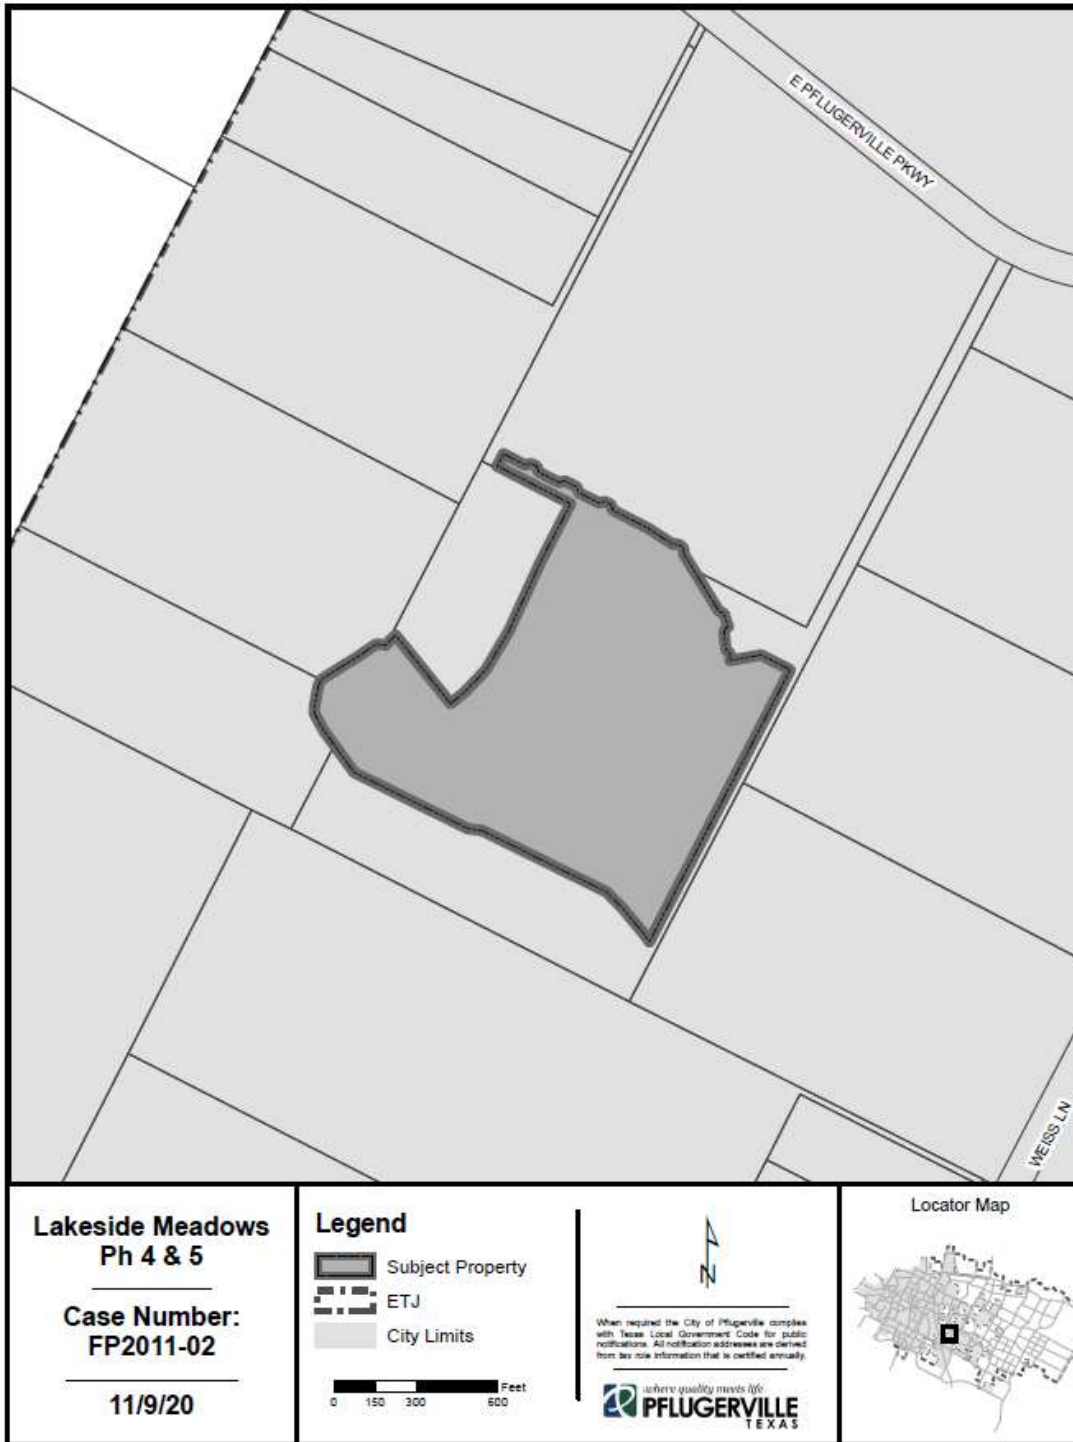 E PFLUGERVILLE PKWY
WEISS LN
Lakeside Meadows
Ph 4 & 5
Case Number:
FP2011-02
11/9/20
Legend
Subject Property
ETJ
City Limits
Feet
0 150 300 600
N
When required the City of Pflugerville complies
with Texas Local Government Code for public
notifications. All notification addresses are derived
from tax role information that is certified annually.
where quality meets life
PFLUGERVILLE
TEXAS
Locator Map